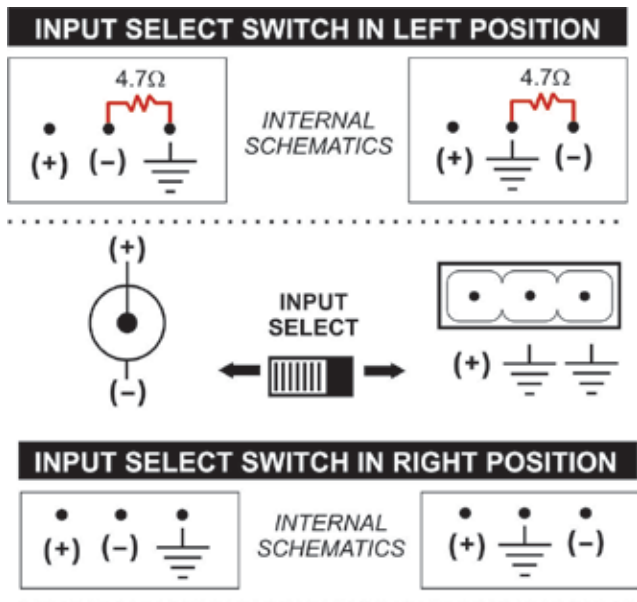 INPUT SELECT SWITCH IN LEFT POSITION
4.7Ω
(+) (−)
INTERNAL
SCHEMATICS
4.7Ω
(+) (−)
(+)
(−)
INPUT
SELECT
(+)
INPUT SELECT SWITCH IN RIGHT POSITION
(+) (−)
INTERNAL
SCHEMATICS
(+) (−)